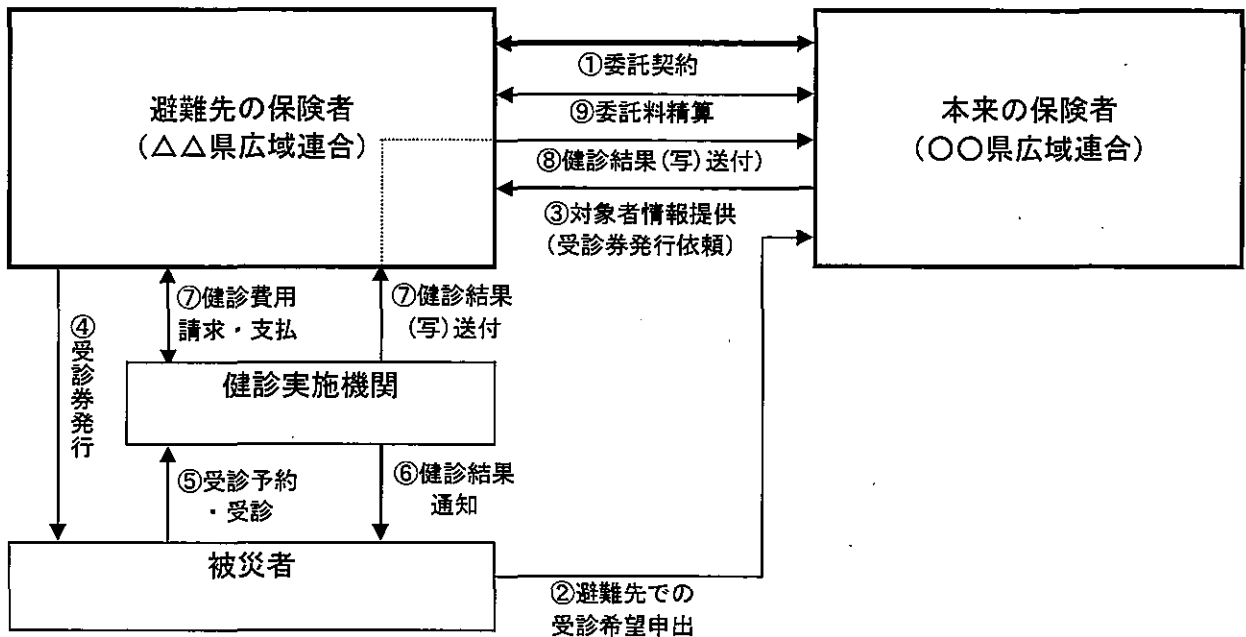 避難先の保険者
(△△県広域連合)
①委託契約
⑨委託料精算
⑧健診結果(写)送付)
③対象者情報提供
(受診券発行依頼)
本来の保険者
(〇〇県広域連合)
④受診券発行
⑦健診費用
請求・支払
⑦健診結果
(写)送付
健診実施機関
⑤受診予約
・受診
⑥健診結果
通知
被災者
②避難先での
受診希望申出